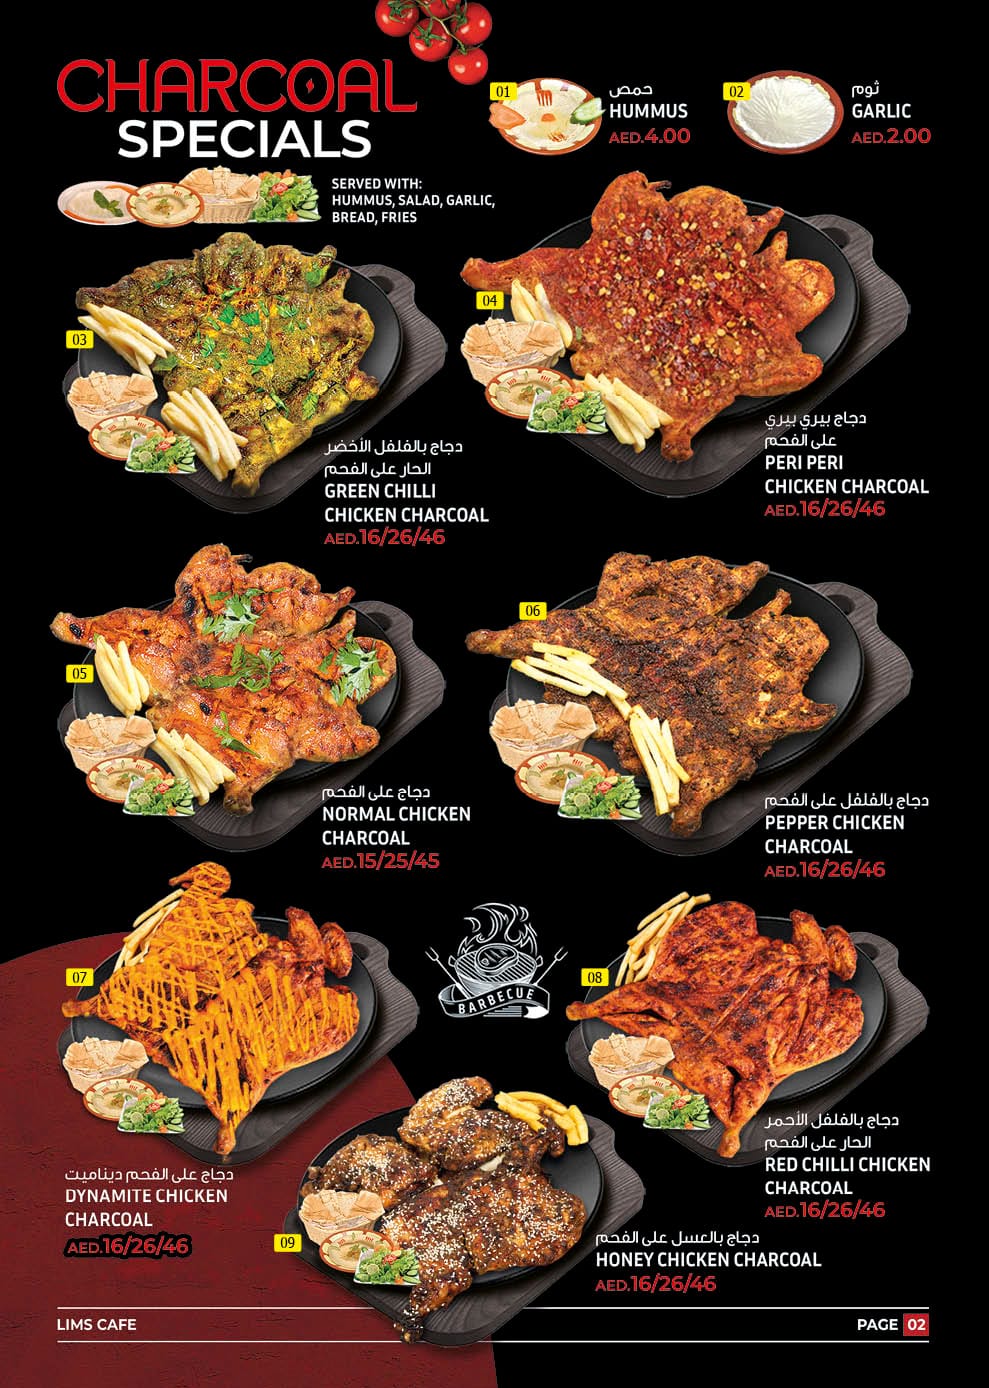 CHARCOAL
SPECIALS
SERVED WITH:
HUMMUS, SALAD, GARLIC,
BREAD, FRIES
01
حمص
HUMMUS
AED.4.00
02
ثوم
GARLIC
AED.2.00
03
دجاج بالفلفل الأخضر
الحار على الفحم
GREEN CHILLI
CHICKEN CHARCOAL
AED.16/26/46
04
دجاج بيري بيري
على الفحم
PERI PERI
CHICKEN CHARCOAL
AED.16/26/46
05
دجاج على الفحم
NORMAL CHICKEN
CHARCOAL
AED.15/25/45
06
دجاج بالفلفل على الفحم
PEPPER CHICKEN
CHARCOAL
AED.16/26/46
07
دجاج على الفحم ديناميت
DYNAMITE CHICKEN
CHARCOAL
AED.16/26/46
BARBECUE
08
دجاج بالفلفل الأحمر
الحار على الفحم
RED CHILLI CHICKEN
CHARCOAL
AED.16/26/46
09
دجاج بالعسل على الفحم
HONEY CHICKEN CHARCOAL
AED.16/26/46
LIMS CAFE
PAGE 02